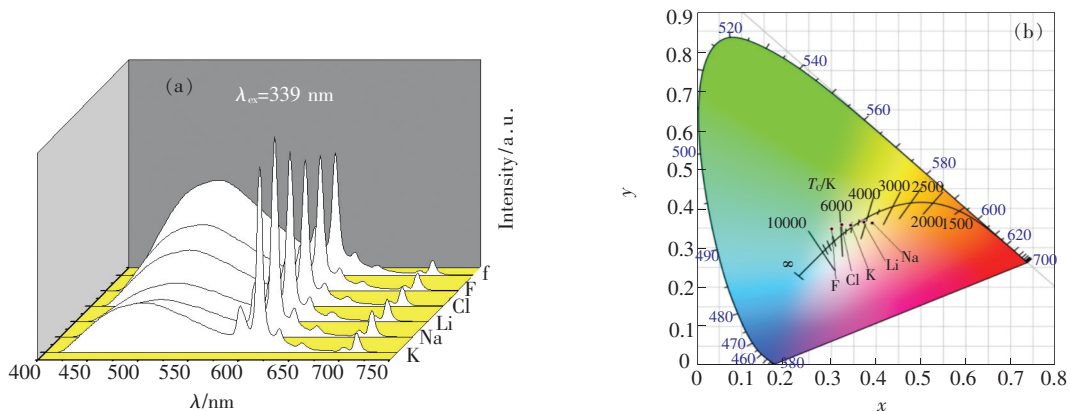 (a)
λex=339 nm
Intensity/a.u.
f
F
Cl
Li
Na
K
400 450 500 550 600 650 700 750
λ/nm
(b)
0.9
0.8
0.7
0.6
0.5
0.4
0.3
0.2
0.1
0
y
520
540
560
580
600
620
700
500
490
480
470
460
380
TC/K
10000
6000
4000
3000
2500
2000
1500
∞
F
Cl
K
Li
Na
0 0.1 0.2 0.3 0.4 0.5 0.6 0.7 0.8
x